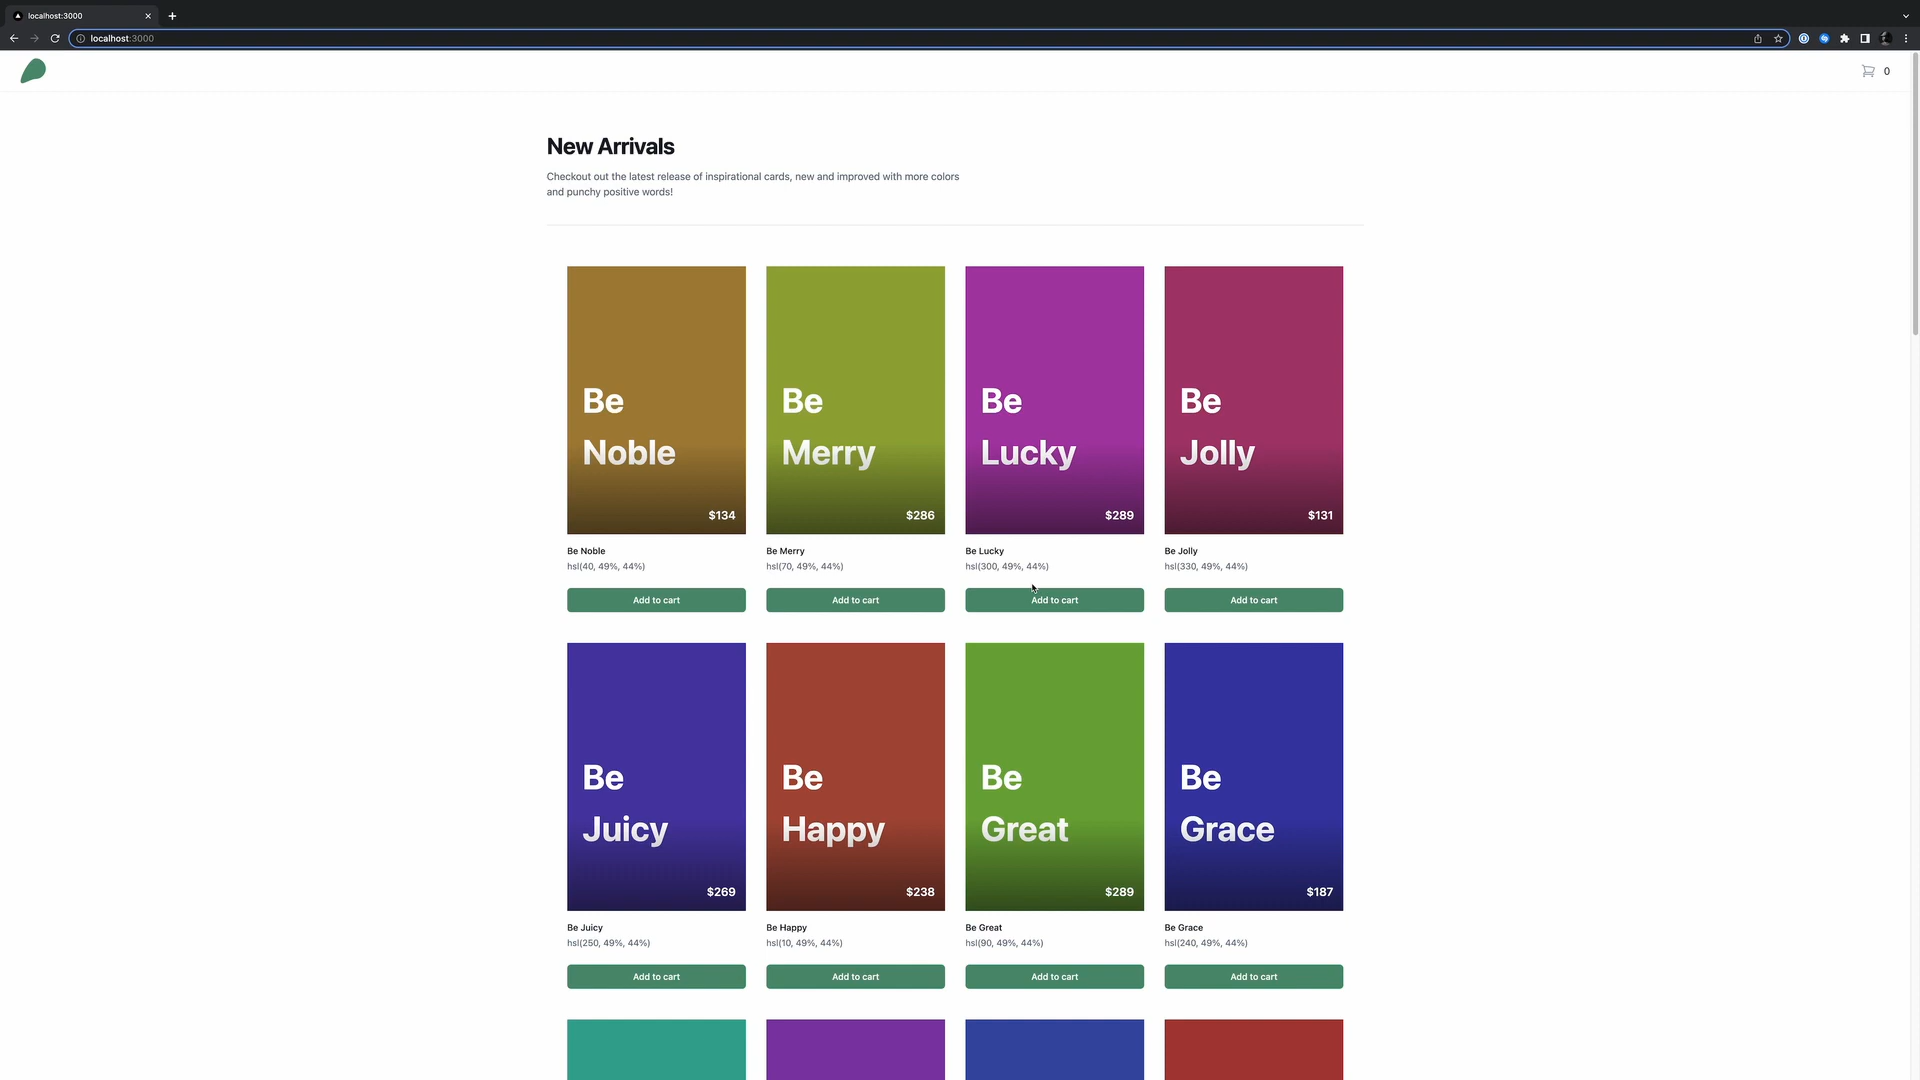 localhost:3000
localhost:3000
0
New Arrivals
Checkout out the latest release of inspirational cards, new and improved with more colors
and punchy positive words!
Be
Noble
$134
Be Noble
hsl(40, 49%, 44%)
Add to cart
Be
Merry
$286
Be Merry
hsl(70, 49%, 44%)
Add to cart
Be
Lucky
$289
Be Lucky
hsl(300, 49%, 44%)
Add to cart
Be
Jolly
$131
Be Jolly
hsl(330, 49%, 44%)
Add to cart
Be
Juicy
$269
Be Juicy
hsl(250, 49%, 44%)
Add to cart
Be
Happy
$238
Be Happy
hsl(10, 49%, 44%)
Add to cart
Be
Great
$289
Be Great
hsl(90, 49%, 44%)
Add to cart
Be
Grace
$187
Be Grace
hsl(240, 49%, 44%)
Add to cart